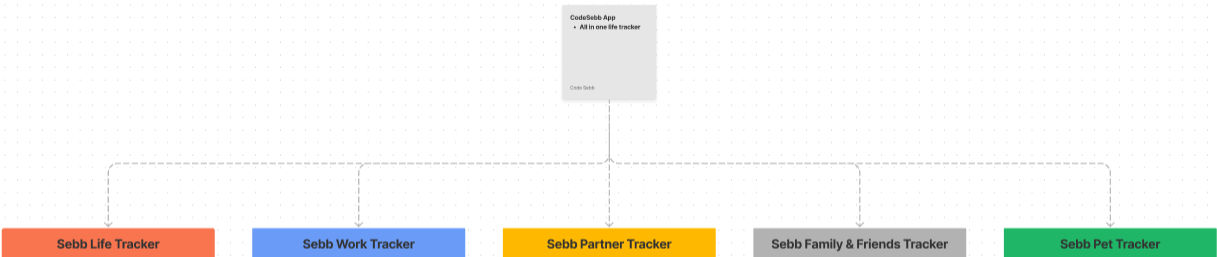 CodeSebb App
• All in one life tracker
Code Sebb
Sebb Life Tracker
Sebb Work Tracker
Sebb Partner Tracker
Sebb Family & Friends Tracker
Sebb Pet Tracker